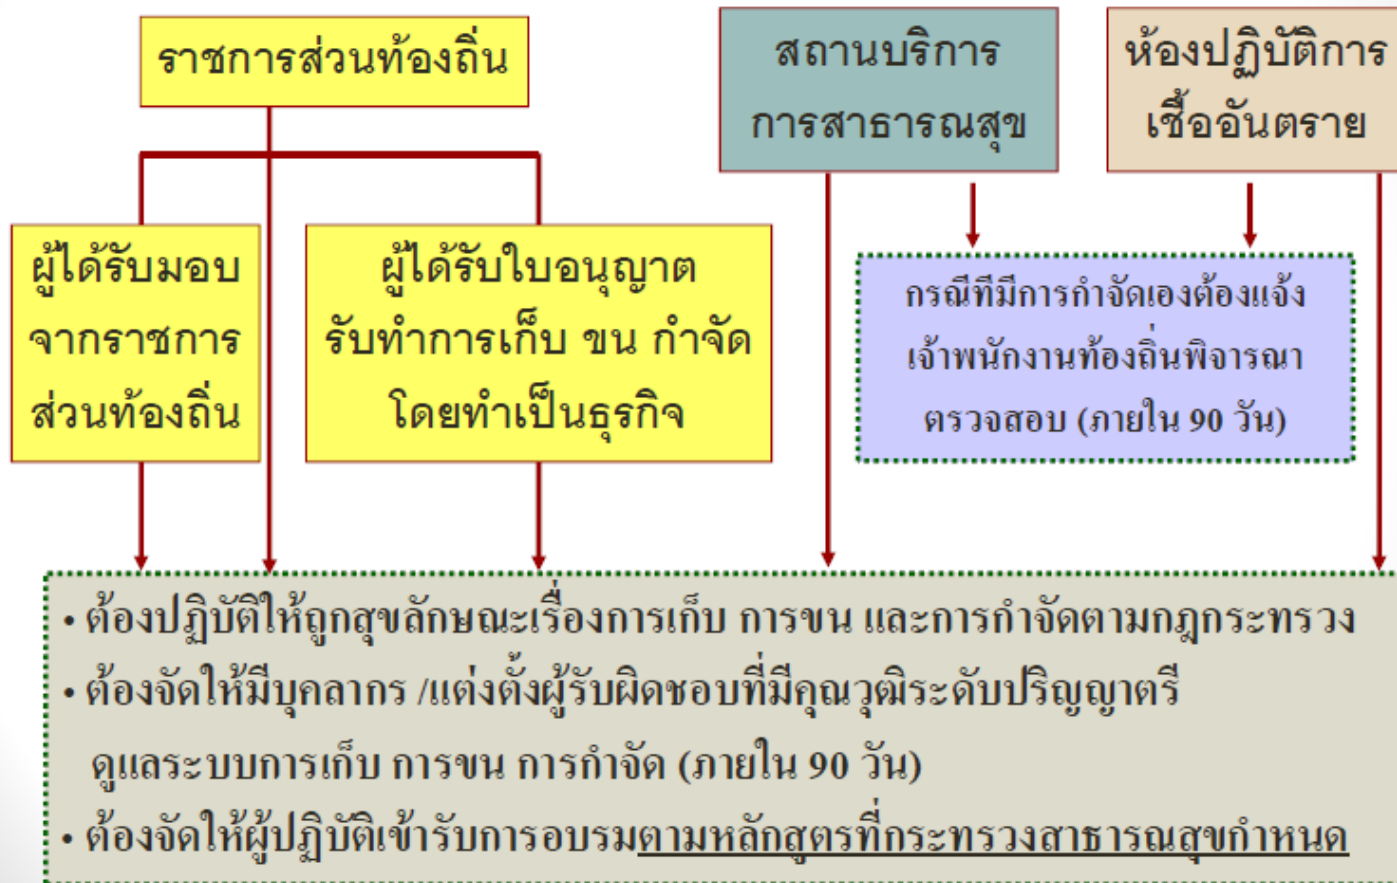 ราชการส่วนท้องถิ่น
สถานบริการ
การสาธารณสุข
ห้องปฏิบัติการ
เชื้ออันตราย
ผู้ได้รับมอบ
จากราชการ
ส่วนท้องถิ่น
ผู้ได้รับใบอนุญาต
รับทำการเก็บ ขน กำจัด
โดยทำเป็นธุรกิจ
กรณีทีมีการกำจัดเองต้องแจ้ง
เจ้าพนักงานท้องถิ่นพิจารณา
ตรวจสอบ (ภายใน 90 วัน)
• ต้องปฏิบัติให้ถูกสุขลักษณะเรื่องการเก็บ การขน และการกำจัดตามกฎกระทรวง
• ต้องจัดให้มีบุคลากร /แต่งตั้งผู้รับผิดชอบที่มีคุณวุฒิระดับปริญญาตรี
ดูแลระบบการเก็บ การขน การกำจัด (ภายใน 90 วัน)
• ต้องจัดให้ผู้ปฏิบัติเข้ารับการอบรมตามหลักสูตรที่กระทรวงสาธารณสุขกำหนด